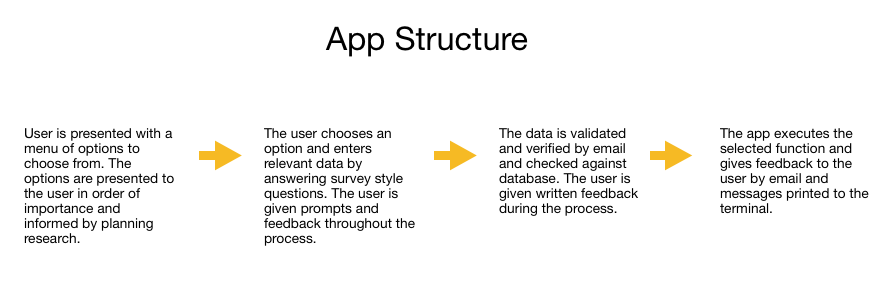 App Structure
User is presented with a
menu of options to
choose from. The
options are presented to
the user in order of
importance and
informed by planning
research.
The user chooses an
option and enters
relevant data by
answering survey style
questions. The user is
given prompts and
feedback throughout the
process.
The data is validated
and verified by email
and checked against
database. The user is
given written feedback
during the process.
The app executes the
selected function and
gives feedback to the
user by email and
messages printed to the
terminal.